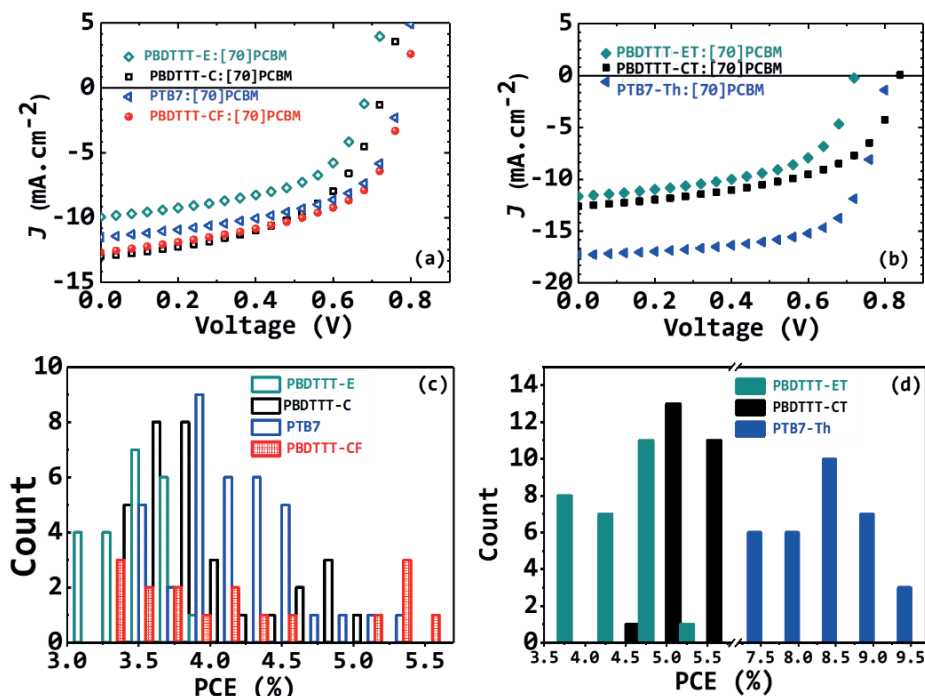 5
0
-5
-10
-15
PBDTTT-E:[70]PCBM
PBDTTT-C:[70]PCBM
PTB7:[70]PCBM
PBDTTT-CF:[70]PCBM
J (mA.cm-2)
(a)
0.0 0.2 0.4 0.6 0.8
Voltage (V)
5
0
-5
-10
-15
-20
PBDTTT-ET:[70]PCBM
PBDTTT-CT:[70]PCBM
PTB7-Th:[70]PCBM
J (mA.cm-2)
(b)
0.0 0.2 0.4 0.6 0.8
Voltage (V)
10
8
6
4
2
0
(c)
PBDTTT-E
PBDTTT-C
PTB7
PBDTTT-CF
Count
3.0 3.5 4.0 4.5 5.0 5.5
PCE (%)
14
12
10
8
6
4
2
0
(d)
PBDTTT-ET
PBDTTT-CT
PTB7-Th
Count
3.5 4.0 4.5 5.0 5.5 7.5 8.0 8.5 9.0 9.5
PCE (%)